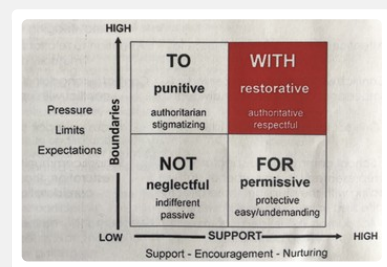 HIGH
TO
punitive
authoritarian
stigmatizing
WITH
restorative
authoritative
respectful
Pressure
Limits
Expectations
Boundaries
NOT
neglectful
indifferent
passive
FOR
permissive
protective
easy/undemanding
LOW
SUPPORT
HIGH
Support - Encouragement - Nurturing